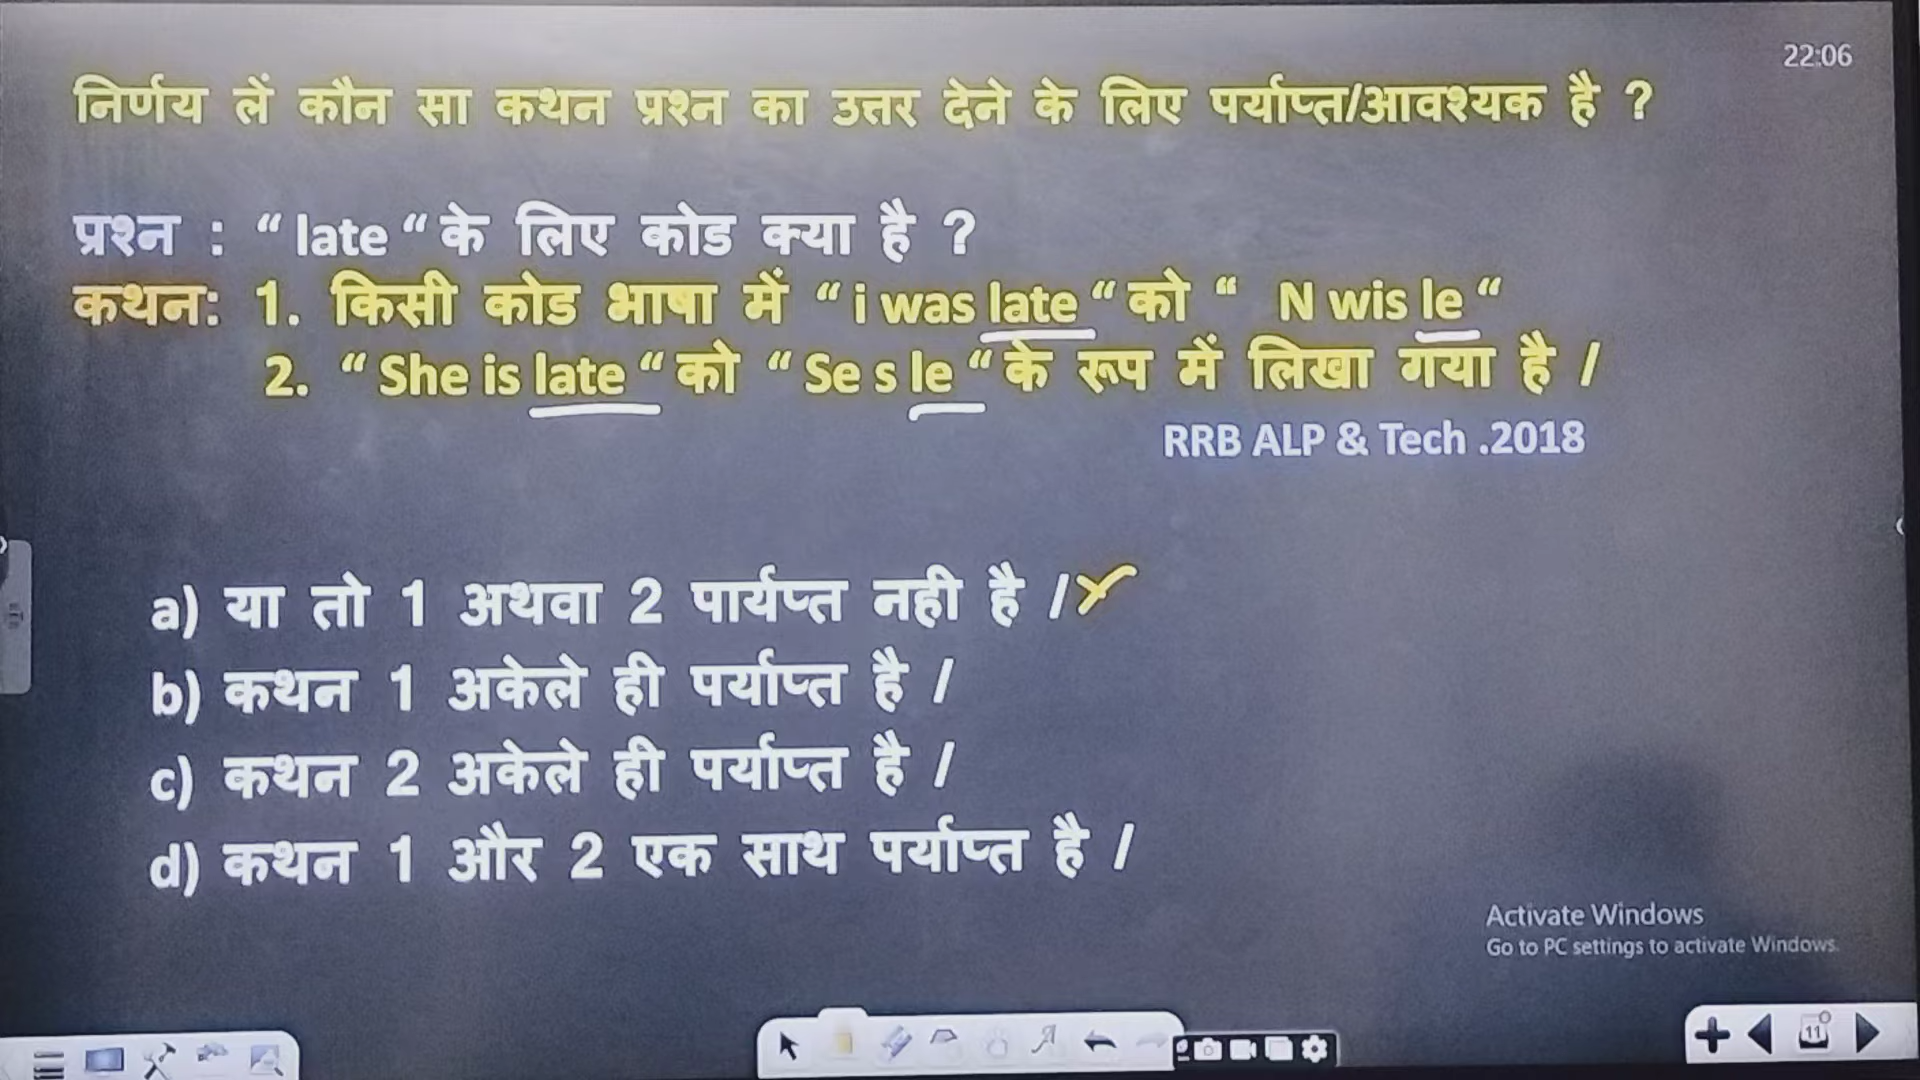 22:06
निर्णय लें कौन सा कथन प्रश्न का उत्तर देने के लिए पर्याप्त/आवश्यक है ?
प्रश्न : “ late “ के लिए कोड क्या है ?
कथन: 1. किसी कोड भाषा में “ i was late “ को “ N wis le “
2. “ She is late “ को “ Se s le “ के रूप में लिखा गया है /
RRB ALP & Tech .2018
a) या तो 1 अथवा 2 पार्यप्त नही है /
b) कथन 1 अकेले ही पर्याप्त है /
c) कथन 2 अकेले ही पर्याप्त है /
d) कथन 1 और 2 एक साथ पर्याप्त है /
Activate Windows
Go to PC settings to activate Windows.
11